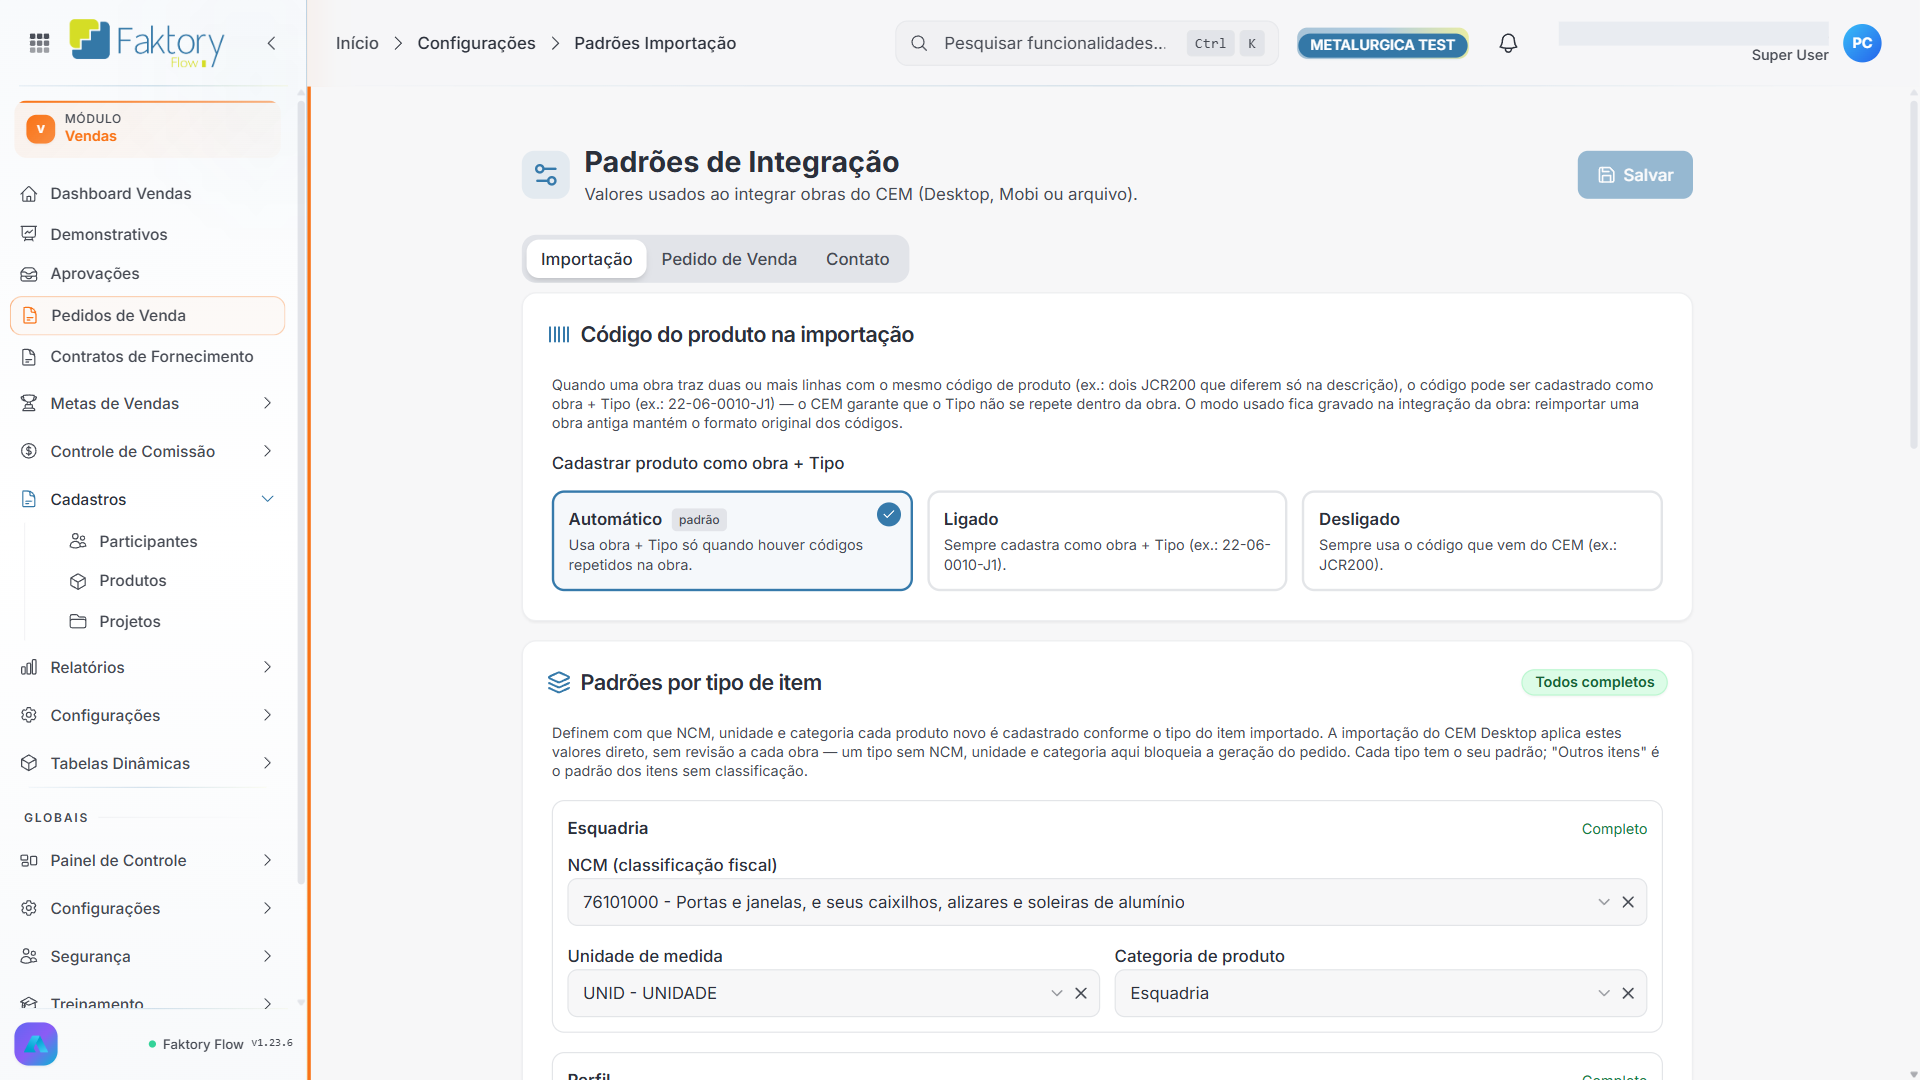 Faktory
Flow
Início
Configurações
Padrões Importação
Pesquisar funcionalidades...
Ctrl
K
METALURGICA TEST
Super User
PC
V
MÓDULO
Vendas
Dashboard Vendas
Demonstrativos
Aprovações
Pedidos de Venda
Contratos de Fornecimento
Metas de Vendas
Controle de Comissão
Cadastros
Participantes
Produtos
Projetos
Relatórios
Configurações
Tabelas Dinâmicas
GLOBAIS
Painel de Controle
Configurações
Segurança
Treinamento
Faktory Flow v1.23.6
Padrões de Integração
Valores usados ao integrar obras do CEM (Desktop, Mobi ou arquivo).
Salvar
Importação
Pedido de Venda
Contato
Código do produto na importação
Quando uma obra traz duas ou mais linhas com o mesmo código de produto (ex.: dois JCR200 que diferem só na descrição), o código pode ser cadastrado como
obra + Tipo (ex.: 22-06-0010-J1) — o CEM garante que o Tipo não se repete dentro da obra. O modo usado fica gravado na integração da obra: reimportar uma
obra antiga mantém o formato original dos códigos.
Cadastrar produto como obra + Tipo
Automático padrão
Usa obra + Tipo só quando houver códigos
repetidos na obra.
Ligado
Sempre cadastra como obra + Tipo (ex.: 22-06-
0010-J1).
Desligado
Sempre usa o código que vem do CEM (ex.:
JCR200).
Padrões por tipo de item
Todos completos
Definem com que NCM, unidade e categoria cada produto novo é cadastrado conforme o tipo do item importado. A importação do CEM Desktop aplica estes
valores direto, sem revisão a cada obra — um tipo sem NCM, unidade e categoria aqui bloqueia a geração do pedido. Cada tipo tem o seu padrão; "Outros itens" é
o padrão dos itens sem classificação.
Esquadria
Completo
NCM (classificação fiscal)
76101000 - Portas e janelas, e seus caixilhos, alizares e soleiras de alumínio
Unidade de medida
UNID - UNIDADE
Categoria de produto
Esquadria
Perfil
Completo